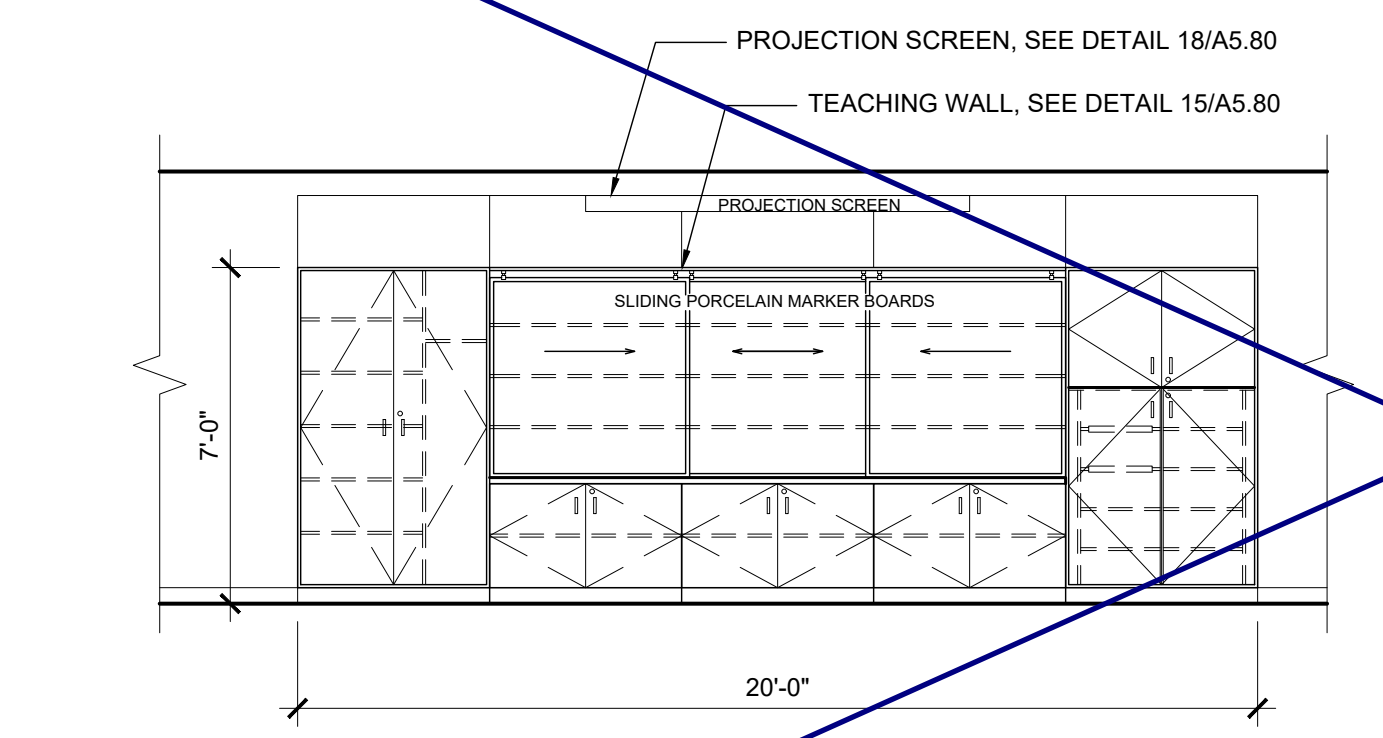 PROJECTION SCREEN, SEE DETAIL 18/A5.80
TEACHING WALL, SEE DETAIL 15/A5.80
PROJECTION SCREEN
SLIDING PORCELAIN MARKER BOARDS
7'-0"
20'-0"